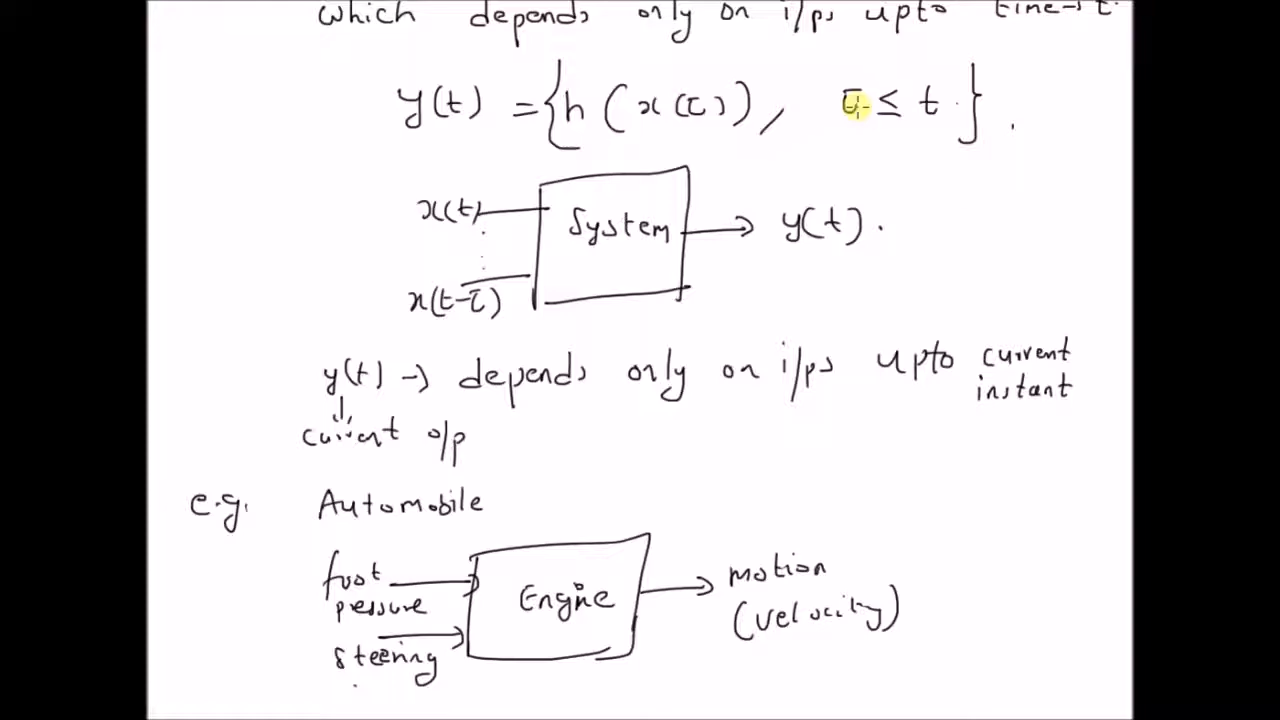 which depends only on i/ps upto time-t.
y(t) = {h (x(τ)), τ ≤ t }.
x(t)
System
y(t).
x(t-τ)
y(t) → depends only on i/ps upto current instant
current o/p
e.g. Automobile
foot pressure
Engine
motion (velocity)
steering